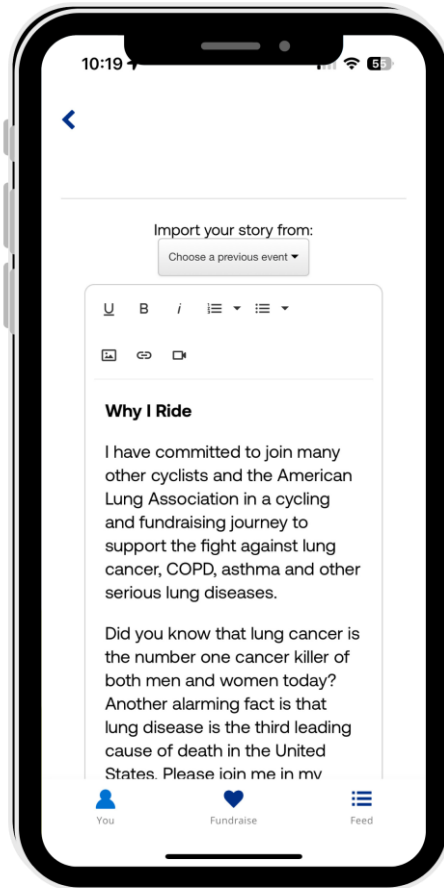 10:19
55
Import your story from:
Choose a previous event
U B i
Why I Ride
I have committed to join many
other cyclists and the American
Lung Association in a cycling
and fundraising journey to
support the fight against lung
cancer, COPD, asthma and other
serious lung diseases.
Did you know that lung cancer is
the number one cancer killer of
both men and women today?
Another alarming fact is that
lung disease is the third leading
cause of death in the United
States. Please join me in my
You Fundraise Feed